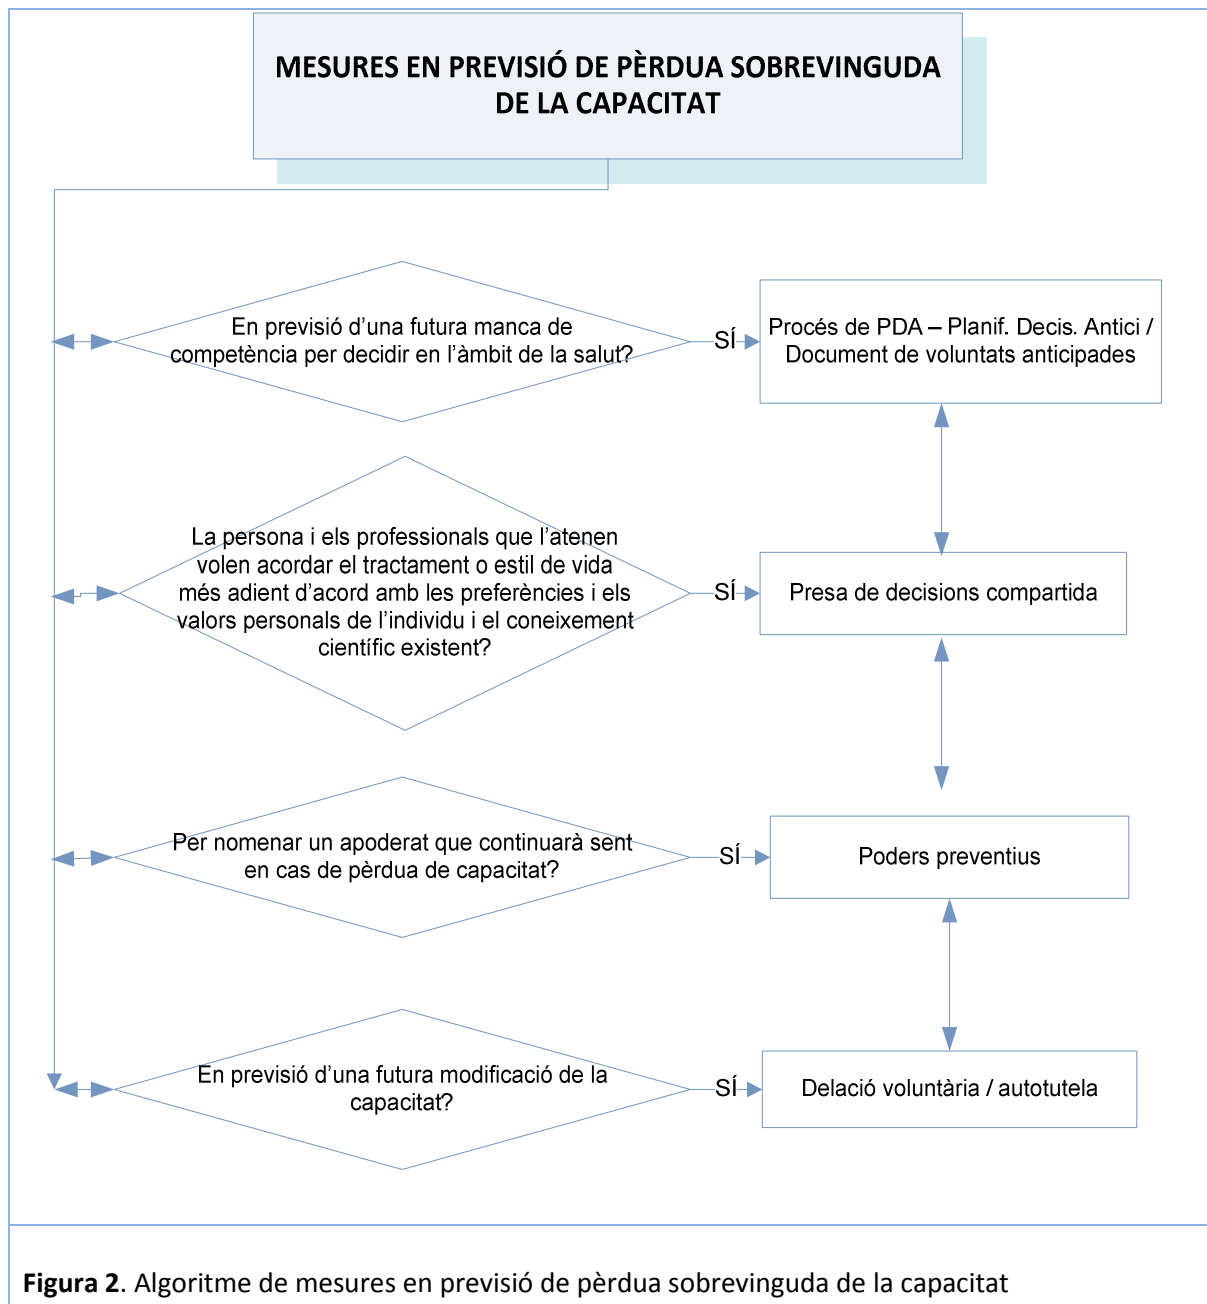 MESURES EN PREVISIÓ DE PÈRDUA SOBREVINGUDA
DE LA CAPACITAT
En previsió d’una futura manca de
competència per decidir en l’àmbit de la salut?
SÍ
Procés de PDA – Planif. Decis. Antici /
Document de voluntats anticipades
La persona i els professionals que l’atenen
volen acordar el tractament o estil de vida
més adient d’acord amb les preferències i els
valors personals de l’individu i el coneixement
científic existent?
SÍ
Presa de decisions compartida
Per nomenar un apoderat que continuarà sent
en cas de pèrdua de capacitat?
SÍ
Poders preventius
En previsió d’una futura modificació de la
capacitat?
SÍ
Delació voluntària / autotutela
Figura 2. Algoritme de mesures en previsió de pèrdua sobrevinguda de la capacitat